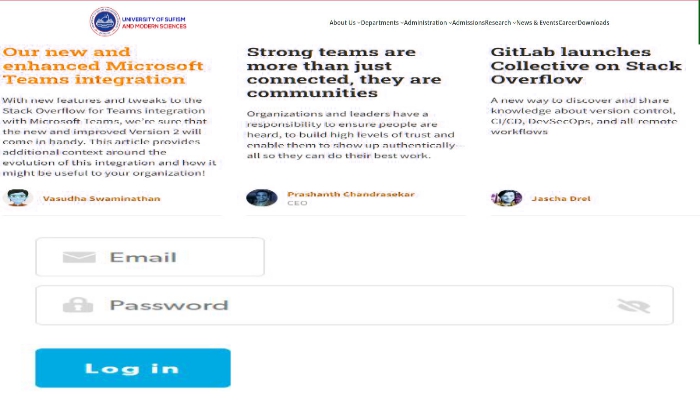 UNIVERSITY OF SUFISM
AND MODERN SCIENCES
About Us Departments Administration Admissions Research News & Events Career Downloads
Our new and
enhanced Microsoft
Teams integration
With new features and tweaks to the
Stack Overflow for Teams integration
with Microsoft Teams, we're sure that
the new and improved Version 2 will
come in handy. This article provides
additional context around the
evolution of this integration and how it
might be useful to your organization!
Vasudha Swaminathan
Strong teams are
more than just
connected, they are
communities
Organizations and leaders have a
responsibility to ensure people are
heard, to build high levels of trust and
enable them to show up authentically—
all so they can do their best work.
Prashanth Chandrasekar
CEO
GitLab launches
Collective on Stack
Overflow
A new way to discover and share
knowledge about version control,
CI/CD, DevSecOps, and all-remote
workflows
Jascha Drel
Email
Password
Log in